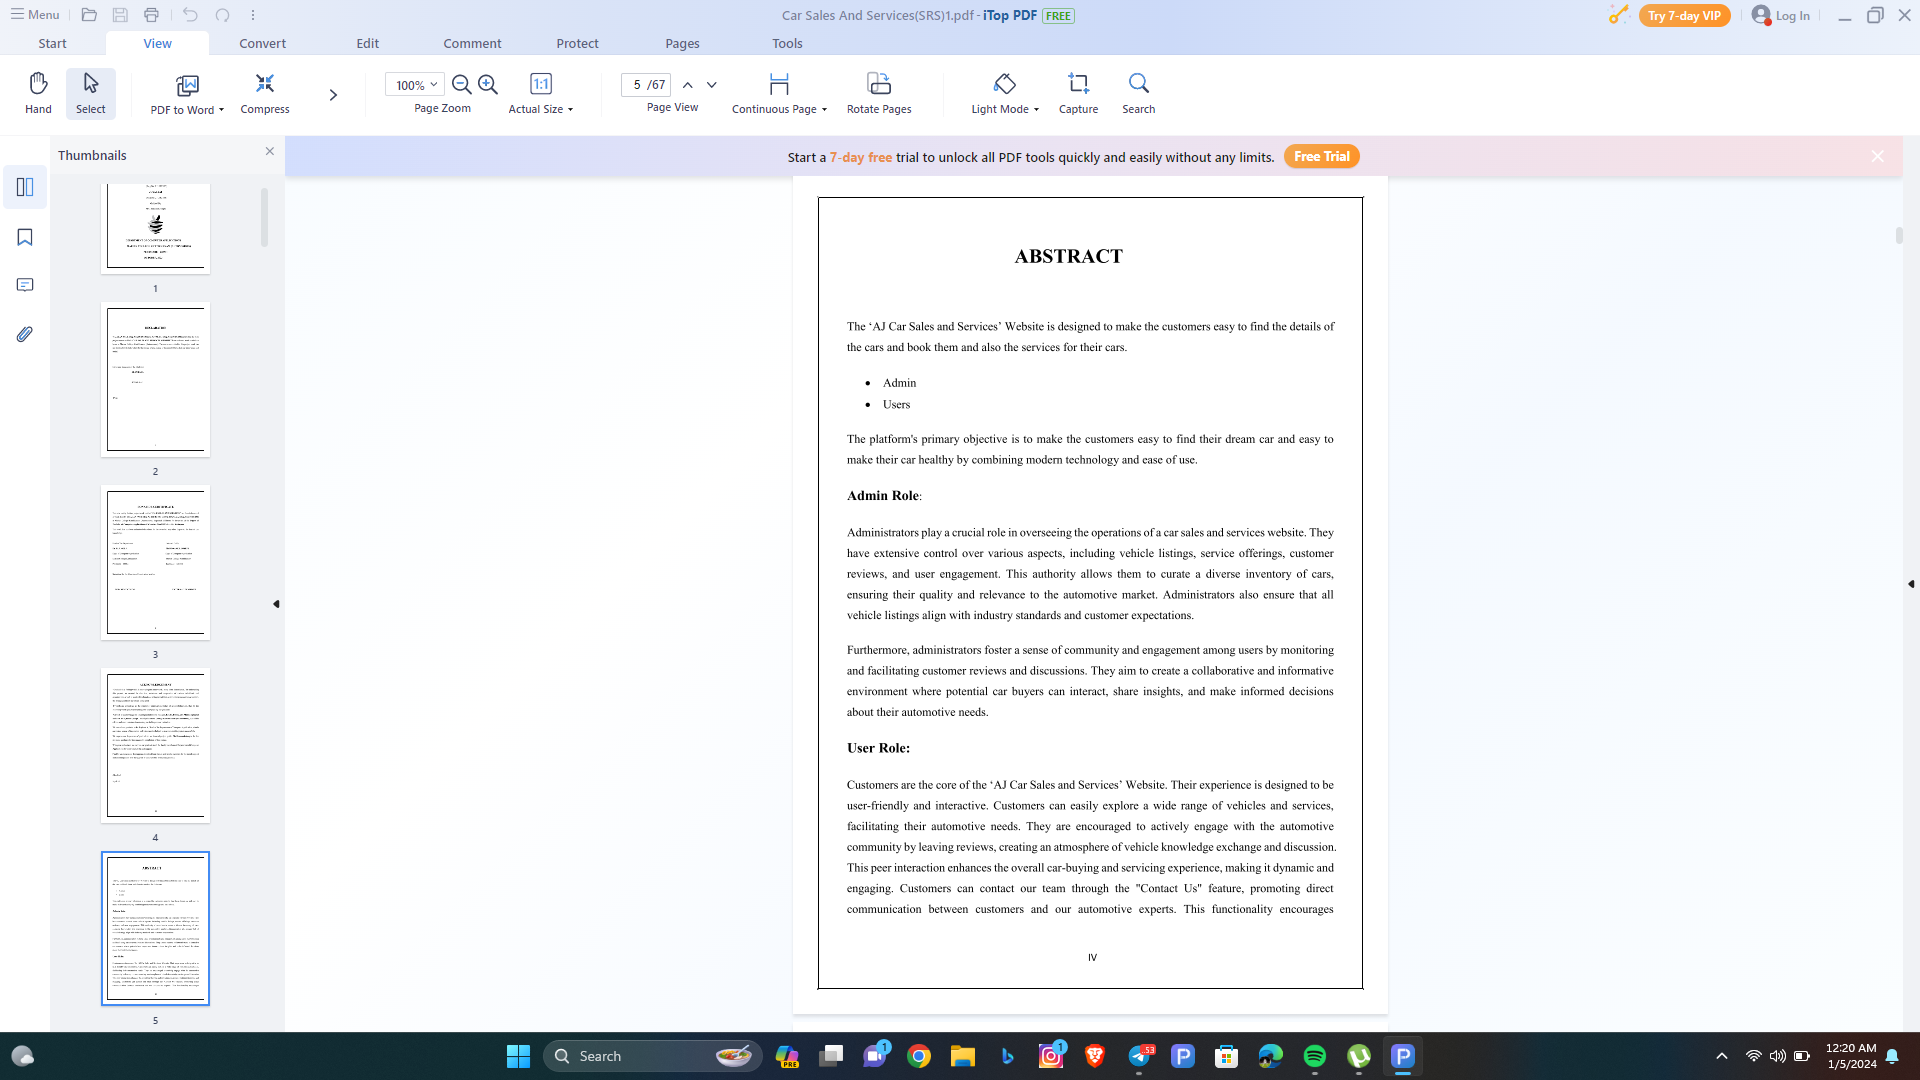 Menu
Car Sales And Services(SRS)1.pdf - iTop PDF FREE
Try 7-day VIP
Log In
Start View Convert Edit Comment Protect Pages Tools
Hand
Select
PDF to Word
Compress
100%
Page Zoom
1:1
Actual Size
5 /67
Page View
Continuous Page
Rotate Pages
Light Mode
Capture
Search
Thumbnails
Start a 7-day free trial to unlock all PDF tools quickly and easily without any limits. Free Trial
1
2
3
4
ABSTRACT
5
ABSTRACT
The ‘AJ Car Sales and Services’ Website is designed to make the customers easy to find the details of
the cars and book them and also the services for their cars.
• Admin
• Users
The platform's primary objective is to make the customers easy to find their dream car and easy to
make their car healthy by combining modern technology and ease of use.
Admin Role:
Administrators play a crucial role in overseeing the operations of a car sales and services website. They
have extensive control over various aspects, including vehicle listings, service offerings, customer
reviews, and user engagement. This authority allows them to curate a diverse inventory of cars,
ensuring their quality and relevance to the automotive market. Administrators also ensure that all
vehicle listings align with industry standards and customer expectations.
Furthermore, administrators foster a sense of community and engagement among users by monitoring
and facilitating customer reviews and discussions. They aim to create a collaborative and informative
environment where potential car buyers can interact, share insights, and make informed decisions
about their automotive needs.
User Role:
Customers are the core of the ‘AJ Car Sales and Services’ Website. Their experience is designed to be
user-friendly and interactive. Customers can easily explore a wide range of vehicles and services,
facilitating their automotive needs. They are encouraged to actively engage with the automotive
community by leaving reviews, creating an atmosphere of vehicle knowledge exchange and discussion.
This peer interaction enhances the overall car-buying and servicing experience, making it dynamic and
engaging. Customers can contact our team through the "Contact Us" feature, promoting direct
communication between customers and our automotive experts. This functionality encourages
IV
Search
PRE
1
1
53
12:20 AM
1/5/2024